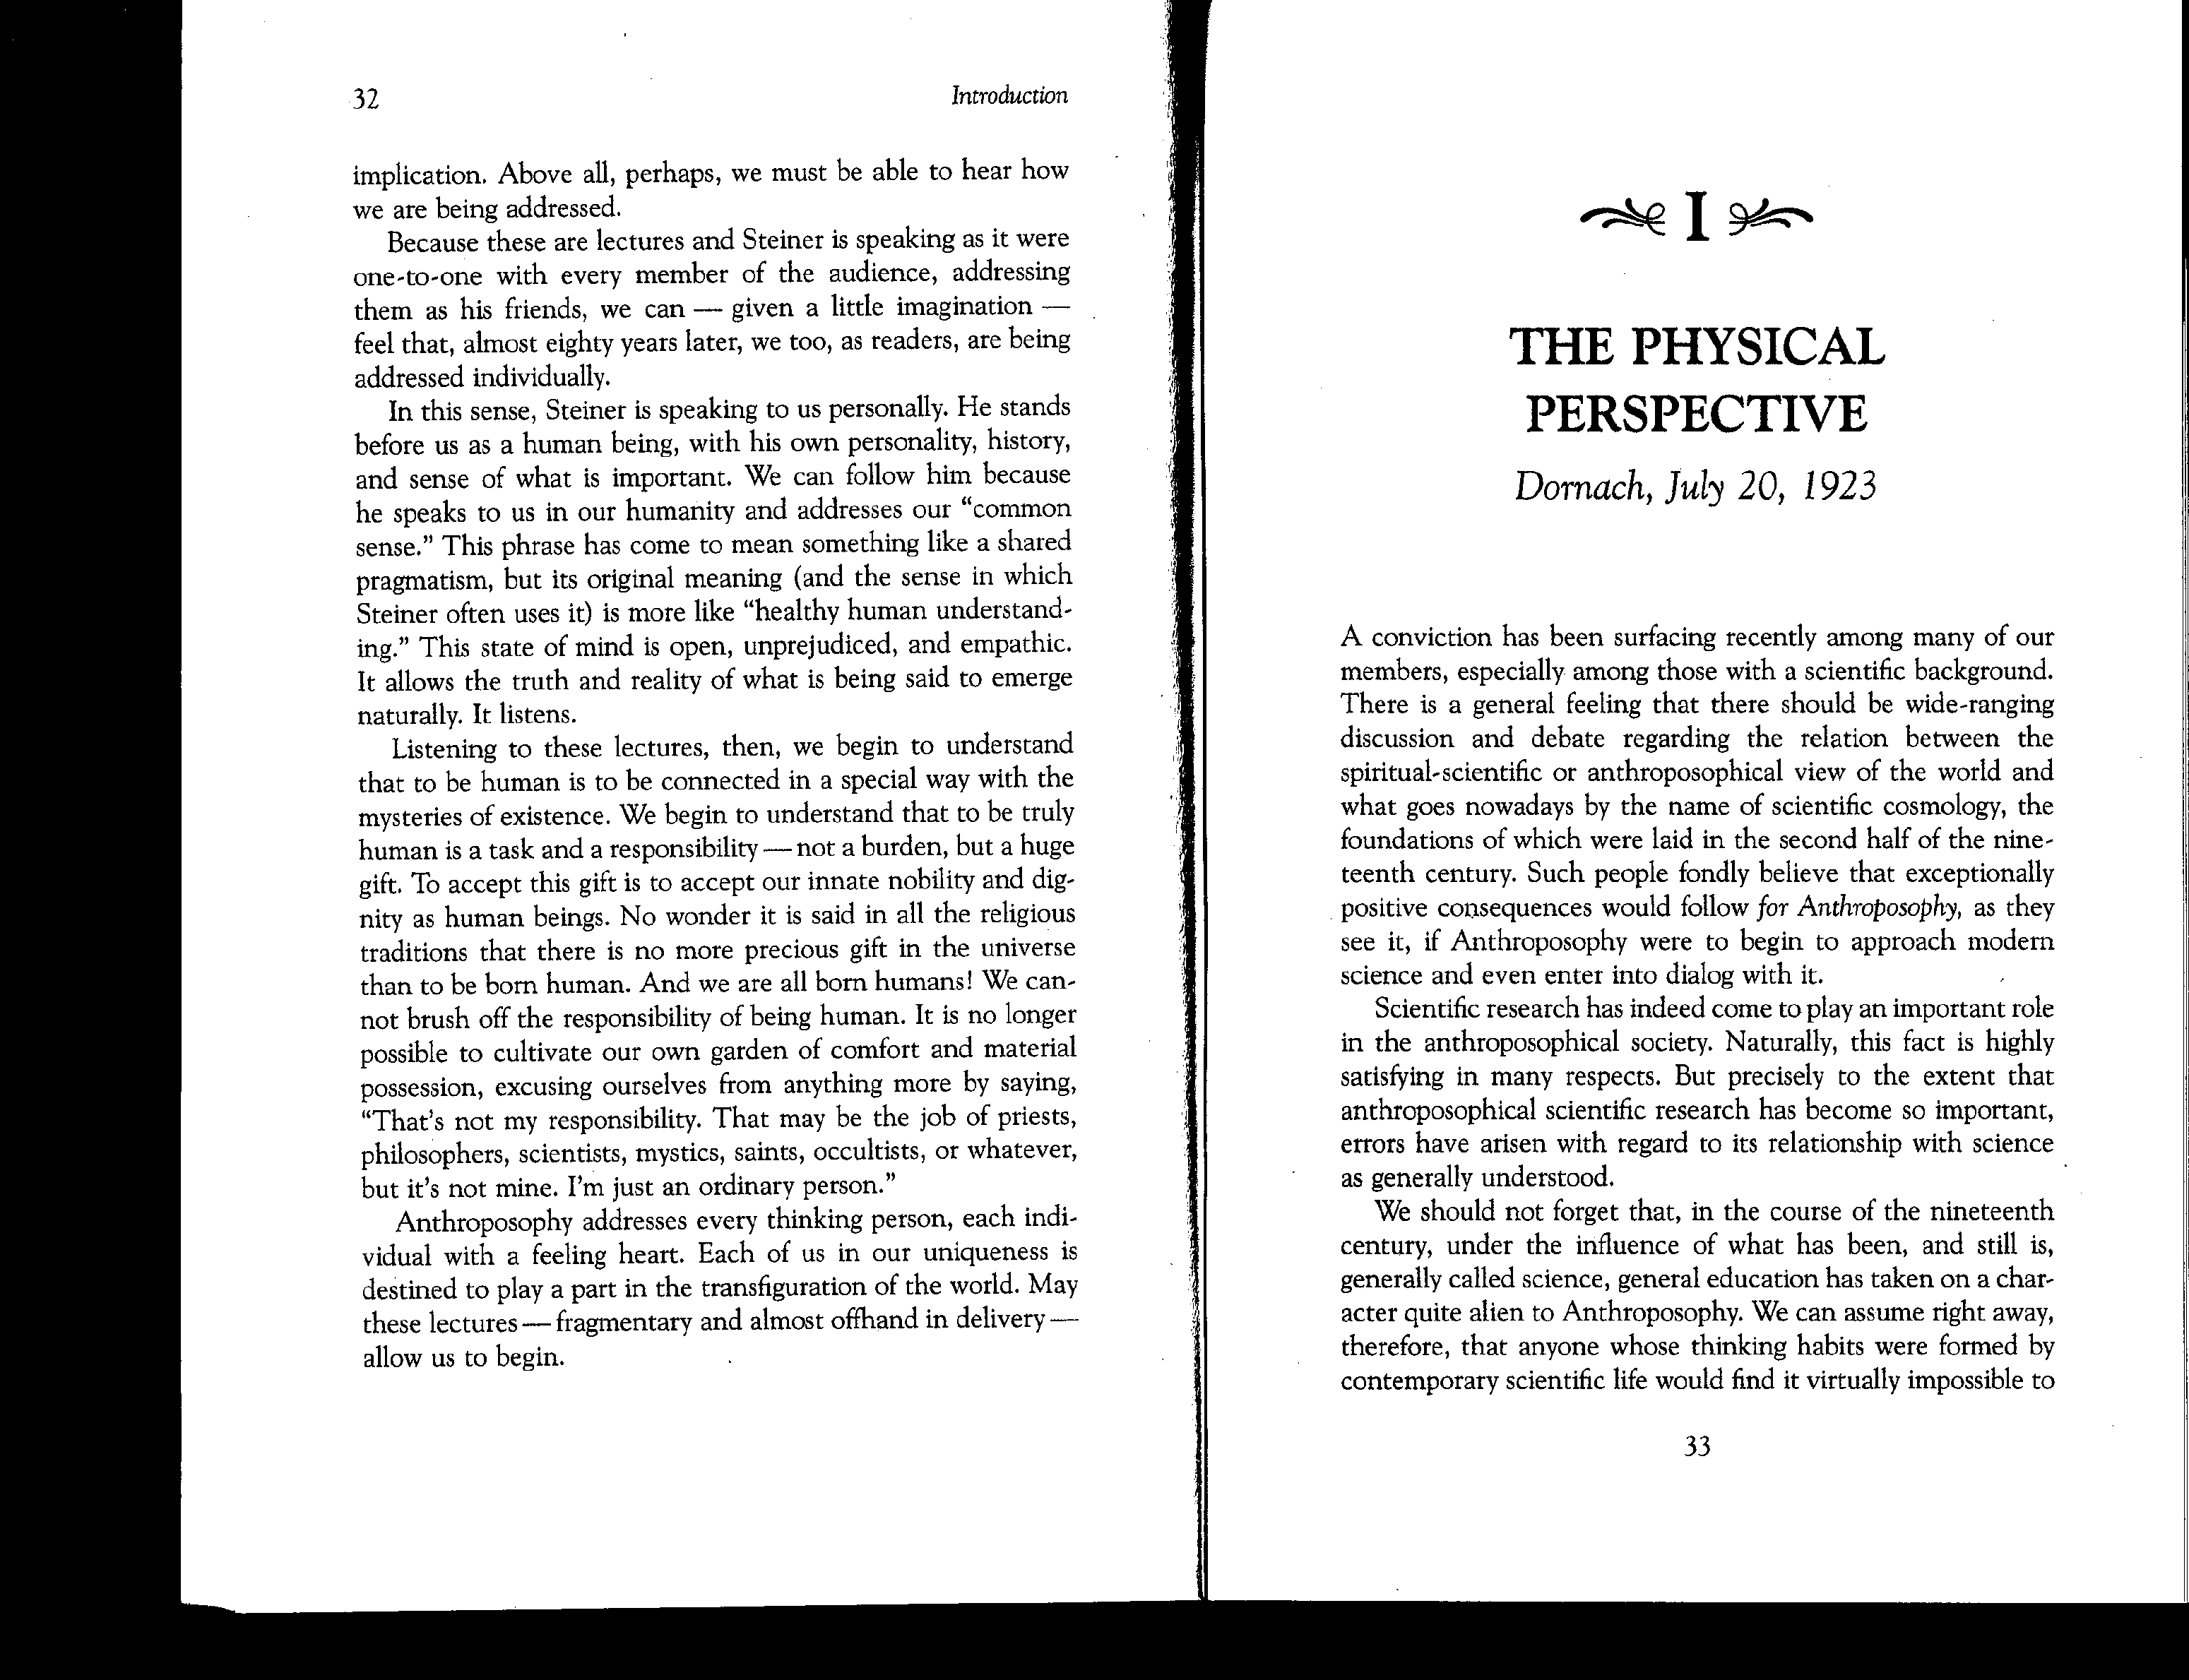 32
Introduction
implication. Above all, perhaps, we must be able to hear how
we are being addressed.
Because these are lectures and Steiner is speaking as it were
one-to-one with every member of the audience, addressing
them as his friends, we can — given a little imagination —
feel that, almost eighty years later, we too, as readers, are being
addressed individually.
In this sense, Steiner is speaking to us personally. He stands
before us as a human being, with his own personality, history,
and sense of what is important. We can follow him because
he speaks to us in our humanity and addresses our “common
sense.” This phrase has come to mean something like a shared
pragmatism, but its original meaning (and the sense in which
Steiner often uses it) is more like “healthy human understand-
ing.” This state of mind is open, unprejudiced, and empathic.
It allows the truth and reality of what is being said to emerge
naturally. It listens.
Listening to these lectures, then, we begin to understand
that to be human is to be connected in a special way with the
mysteries of existence. We begin to understand that to be truly
human is a task and a responsibility — not a burden, but a huge
gift. To accept this gift is to accept our innate nobility and dig-
nity as human beings. No wonder it is said in all the religious
traditions that there is no more precious gift in the universe
than to be born human. And we are all born humans! We can-
not brush off the responsibility of being human. It is no longer
possible to cultivate our own garden of comfort and material
possession, excusing ourselves from anything more by saying,
“That’s not my responsibility. That may be the job of priests,
philosophers, scientists, mystics, saints, occultists, or whatever,
but it’s not mine. I’m just an ordinary person.”
Anthroposophy addresses every thinking person, each indi-
vidual with a feeling heart. Each of us in our uniqueness is
destined to play a part in the transfiguration of the world. May
these lectures — fragmentary and almost offhand in delivery —
allow us to begin.
I
THE PHYSICAL
PERSPECTIVE
Dornach, July 20, 1923
A conviction has been surfacing recently among many of our
members, especially among those with a scientific background.
There is a general feeling that there should be wide-ranging
discussion and debate regarding the relation between the
spiritual-scientific or anthroposophical view of the world and
what goes nowadays by the name of scientific cosmology, the
foundations of which were laid in the second half of the nine-
teenth century. Such people fondly believe that exceptionally
positive consequences would follow for Anthroposophy, as they
see it, if Anthroposophy were to begin to approach modern
science and even enter into dialog with it.
Scientific research has indeed come to play an important role
in the anthroposophical society. Naturally, this fact is highly
satisfying in many respects. But precisely to the extent that
anthroposophical scientific research has become so important,
errors have arisen with regard to its relationship with science
as generally understood.
We should not forget that, in the course of the nineteenth
century, under the influence of what has been, and still is,
generally called science, general education has taken on a char-
acter quite alien to Anthroposophy. We can assume right away,
therefore, that anyone whose thinking habits were formed by
contemporary scientific life would find it virtually impossible to
33